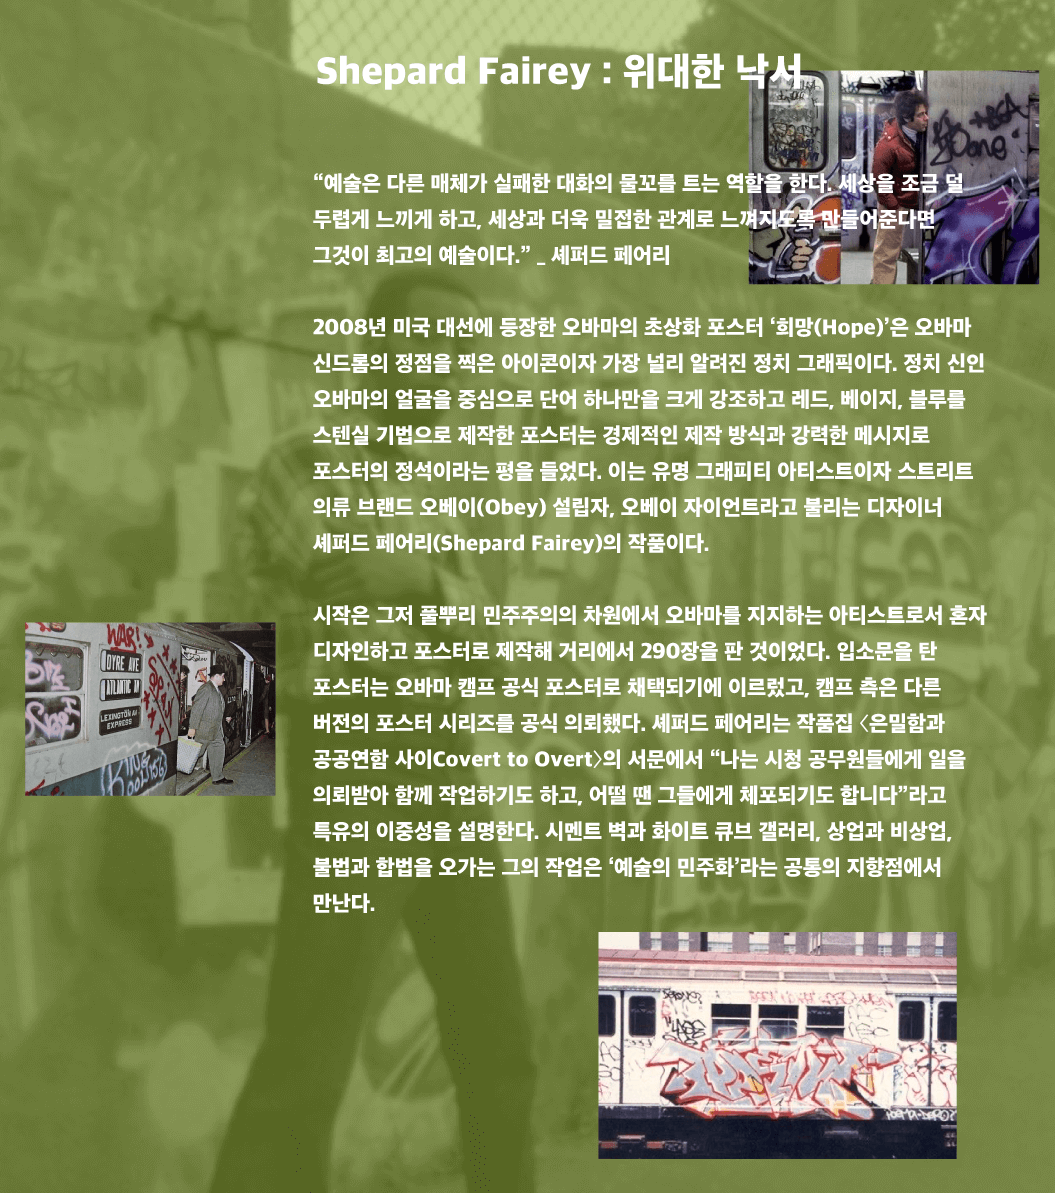 Shepard Fairey : 위대한 낙서
“예술은 다른 매체가 실패한 대화의 물꼬를 트는 역할을 한다. 세상을 조금 덜
두렵게 느끼게 하고, 세상과 더욱 밀접한 관계로 느껴지도록 만들어준다면
그것이 최고의 예술이다.” _ 셰퍼드 페어리
2008년 미국 대선에 등장한 오바마의 초상화 포스터 ‘희망(Hope)’은 오바마
신드롬의 정점을 찍은 아이콘이자 가장 널리 알려진 정치 그래픽이다. 정치 신인
오바마의 얼굴을 중심으로 단어 하나만을 크게 강조하고 레드, 베이지, 블루를
스텐실 기법으로 제작한 포스터는 경제적인 제작 방식과 강력한 메시지로
포스터의 정석이라는 평을 들었다. 이는 유명 그래피티 아티스트이자 스트리트
의류 브랜드 오베이(Obey) 설립자, 오베이 자이언트라고 불리는 디자이너
셰퍼드 페어리(Shepard Fairey)의 작품이다.
시작은 그저 풀뿌리 민주주의의 차원에서 오바마를 지지하는 아티스트로서 혼자
디자인하고 포스터로 제작해 거리에서 290장을 판 것이었다. 입소문을 탄
포스터는 오바마 캠프 공식 포스터로 채택되기에 이르렀고, 캠프 측은 다른
버전의 포스터 시리즈를 공식 의뢰했다. 셰퍼드 페어리는 작품집 〈은밀함과
공공연함 사이Covert to Overt〉의 서문에서 “나는 시청 공무원들에게 일을
의뢰받아 함께 작업하기도 하고, 어떨 땐 그들에게 체포되기도 합니다”라고
특유의 이중성을 설명한다. 시멘트 벽과 화이트 큐브 갤러리, 상업과 비상업,
불법과 합법을 오가는 그의 작업은 ‘예술의 민주화’라는 공통의 지향점에서
만난다.
WAR!
DYRE AVE
ATLANTIC AV
LEXINGTON AV
EXPRESS